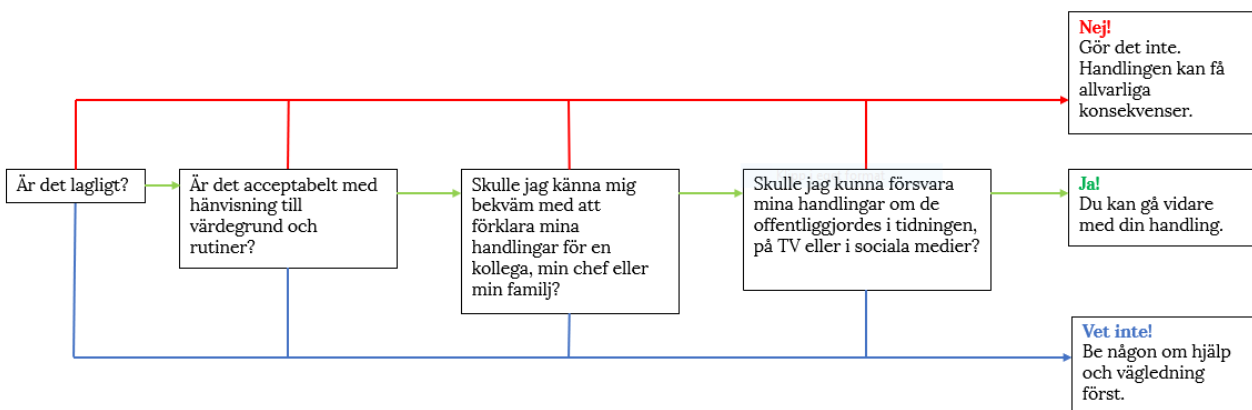 Nej!
Gör det inte.
Handlingen kan få
allvarliga
konsekvenser.
Är det lagligt?
Är det acceptabelt med
hänvisning till
värdegrund och
rutiner?
Skulle jag känna mig
bekväm med att
förklara mina
handlingar för en
kollega, min chef eller
min familj?
Skulle jag kunna försvara
mina handlingar om de
offentliggjordes i tidningen,
på TV eller i sociala medier?
Ja!
Du kan gå vidare
med din handling.
Vet inte!
Be någon om hjälp
och vägledning
först.